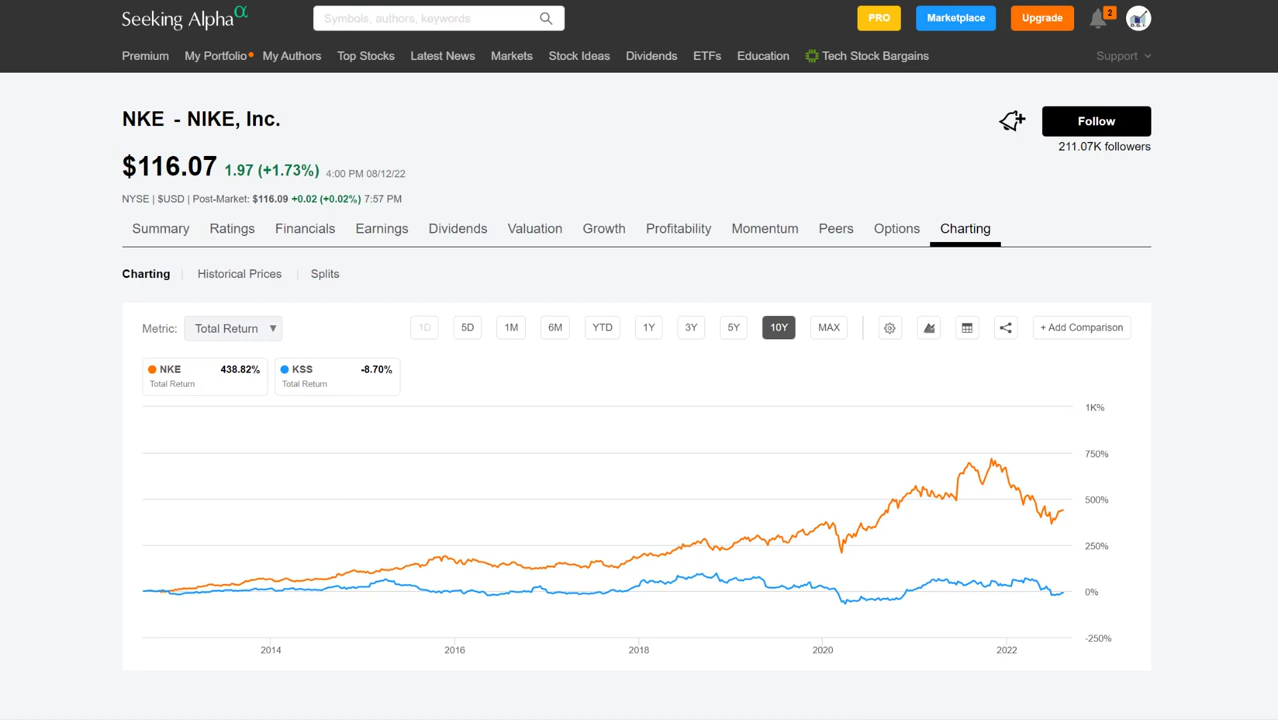 Seeking Alpha α
Symbols, authors, keywords
PRO
Marketplace
Upgrade
2
Premium My Portfolio My Authors Top Stocks Latest News Markets Stock Ideas Dividends ETFs Education Tech Stock Bargains Support
NKE - NIKE, Inc.
Follow
211.07K followers
$116.07 1.97 (+1.73%) 4:00 PM 08/12/22
NYSE | $USD | Post-Market: $116.09 +0.02 (+0.02%) 7:57 PM
Summary Ratings Financials Earnings Dividends Valuation Growth Profitability Momentum Peers Options Charting
Charting | Historical Prices | Splits
Metric: Total Return ▼ 1D 5D 1M 6M YTD 1Y 3Y 5Y 10Y MAX + Add Comparison
NKE 438.82% KSS -8.70%
Total Return Total Return
1K%
750%
500%
250%
0%
-250%
2014 2016 2018 2020 2022